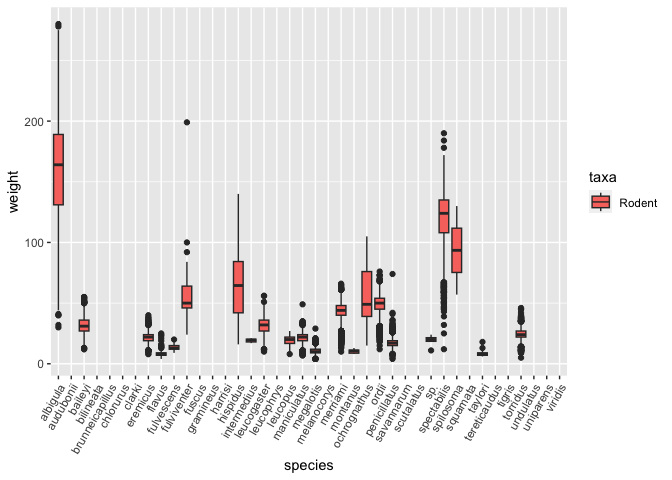 200
100
0
weight
albigula
audubonii
baileyi
bilineata
brunneicapillus
chlorurus
clarki
eremicus
flavus
fulvescens
fulviventer
fuscus
gramineus
harrisi
hispidus
intermedius
leucogaster
leucophrys
leucopus
maniculatus
megalotis
melanocorys
merriami
montanus
ochrognathus
ordii
penicillatus
savannarum
scutalatus
sp.
spectabilis
spilosoma
squamata
taylori
tereticaudus
tigris
torridus
undulatus
uniparens
viridis
species
taxa
Rodent